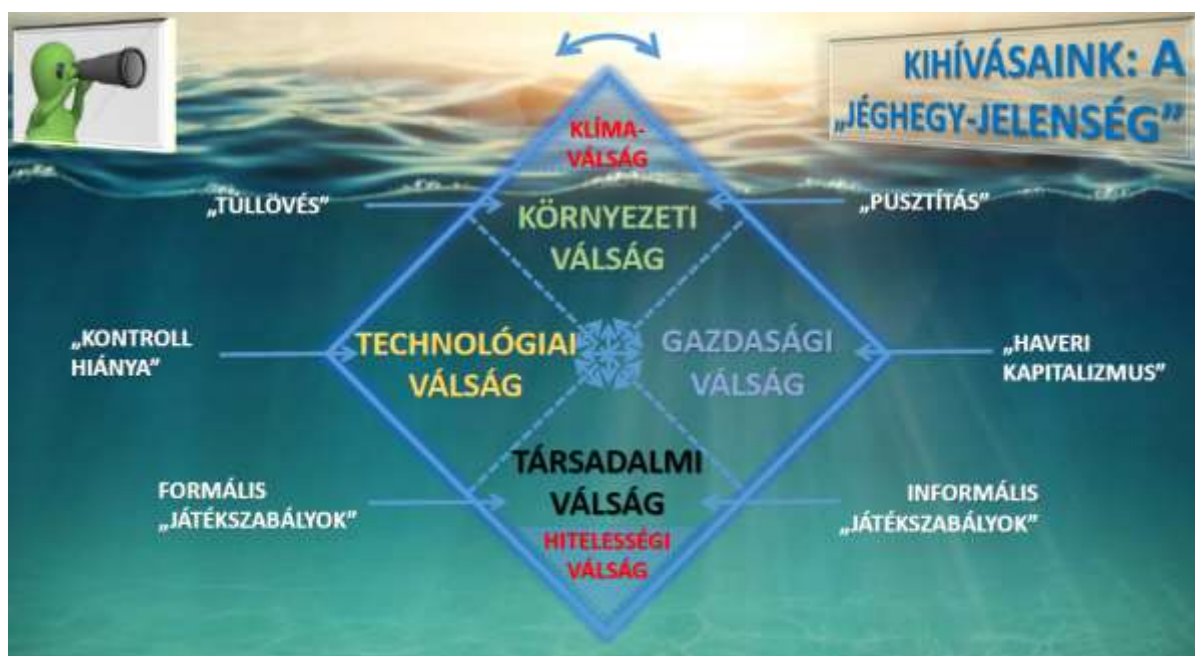 KIHÍVÁSAINK: A
„JÉGHEGY-JELENSÉG”
KLÍMA-
VÁLSÁG
„TÚLLÖVÉS”
„PUSZTÍTÁS”
KÖRNYEZETI
VÁLSÁG
„KONTROLL
HIÁNYA”
TECHNOLÓGIAI
VÁLSÁG
GAZDASÁGI
VÁLSÁG
„HAVERI
KAPITALIZMUS”
TÁRSADALMI
VÁLSÁG
FORMÁLIS
„JÁTÉKSZABÁLYOK”
INFORMÁLIS
„JÁTÉKSZABÁLYOK”
HITELESSÉGI
VÁLSÁG